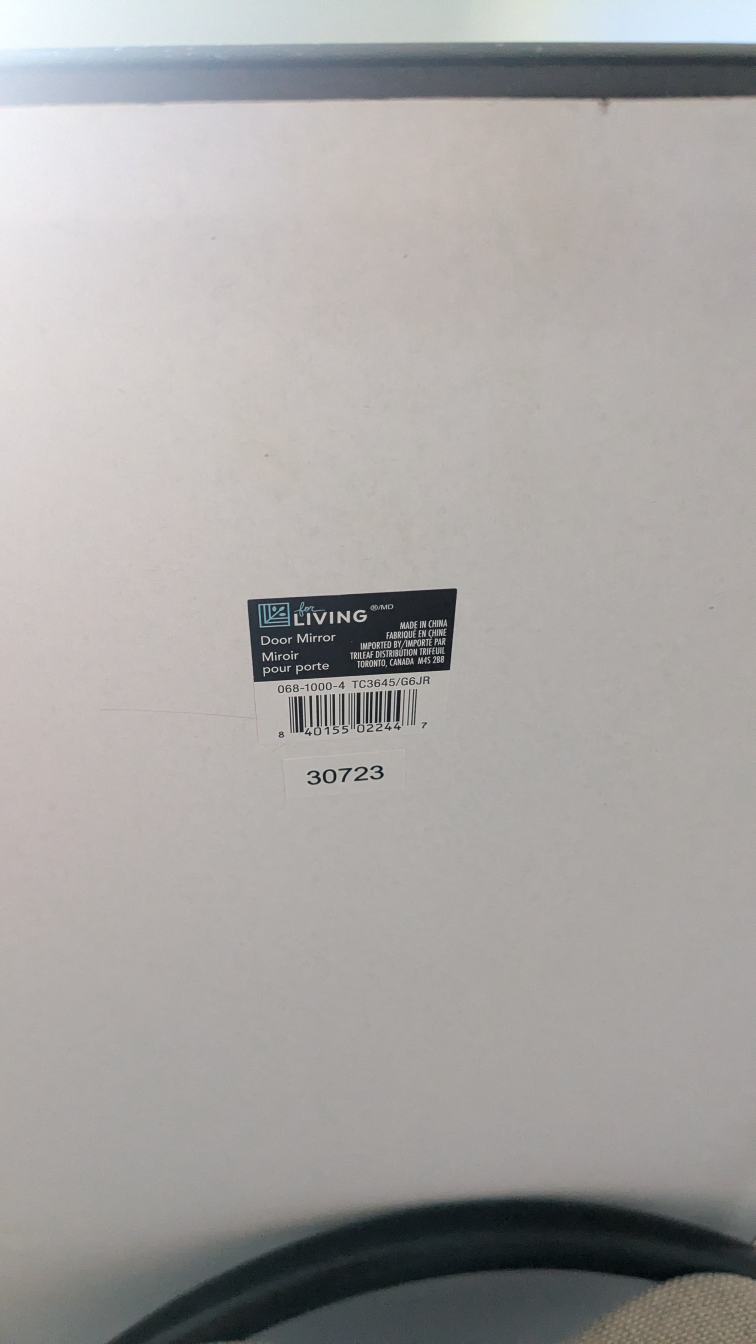 for
LIVING ®/MD
Door Mirror
Miroir
pour porte
MADE IN CHINA
FABRIQUÉ EN CHINE
IMPORTED BY/IMPORTÉ PAR
TRILEAF DISTRIBUTION TRIFEUIL
TORONTO, CANADA M4S 2B8
068-1000-4 TC3645/G6JR
8 40155 02244 7
30723